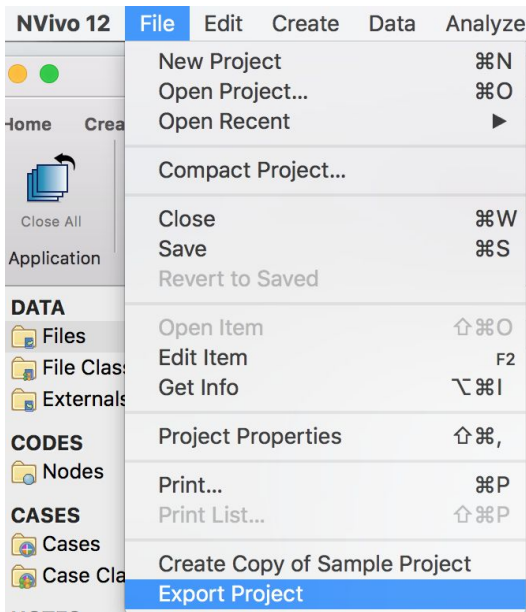 NVivo 12 File Edit Create Data Analyze
New Project ⌘N
Open Project... ⌘O
Open Recent ▶
Compact Project...
Close ⌘W
Save ⌘S
Revert to Saved
Open Item ⇧⌘O
Edit Item F2
Get Info ⌥⌘I
Project Properties ⇧⌘,
Print... ⌘P
Print List... ⇧⌘P
Create Copy of Sample Project
Export Project
Home Crea
Close All
Application
DATA
Files
File Class
Externals
CODES
Nodes
CASES
Cases
Case Cla